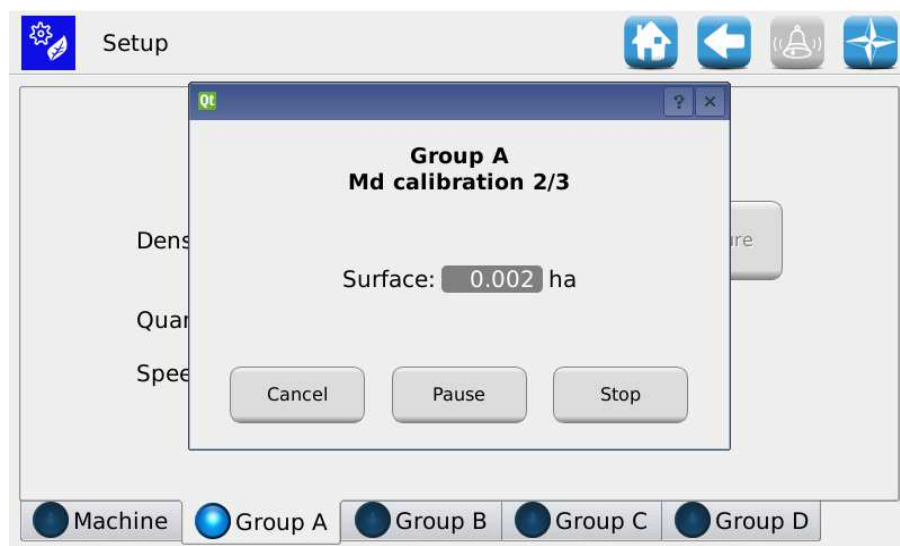 Setup
Qt
?
×
Group A
Md calibration 2/3
Surface: 0.002 ha
Cancel
Pause
Stop
Machine
Group A
Group B
Group C
Group D